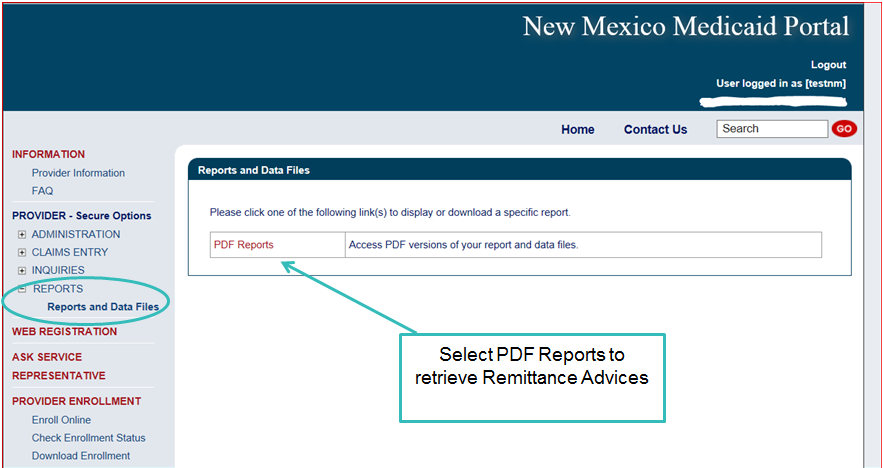 New Mexico Medicaid Portal
Logout
User logged in as [testnm]
Home
Contact Us
Search
GO
INFORMATION
Provider Information
FAQ
PROVIDER - Secure Options
ADMINISTRATION
CLAIMS ENTRY
INQUIRIES
REPORTS
Reports and Data Files
WEB REGISTRATION
ASK SERVICE
REPRESENTATIVE
PROVIDER ENROLLMENT
Enroll Online
Check Enrollment Status
Download Enrollment
Reports and Data Files
Please click one of the following link(s) to display or download a specific report.
PDF Reports
Access PDF versions of your report and data files.
Select PDF Reports to
retrieve Remittance Advices